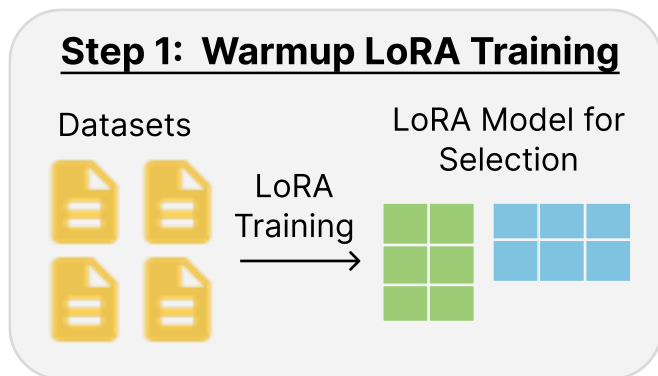 Step 1: Warmup LoRA Training
Datasets
LoRA
Training
LoRA Model for
Selection